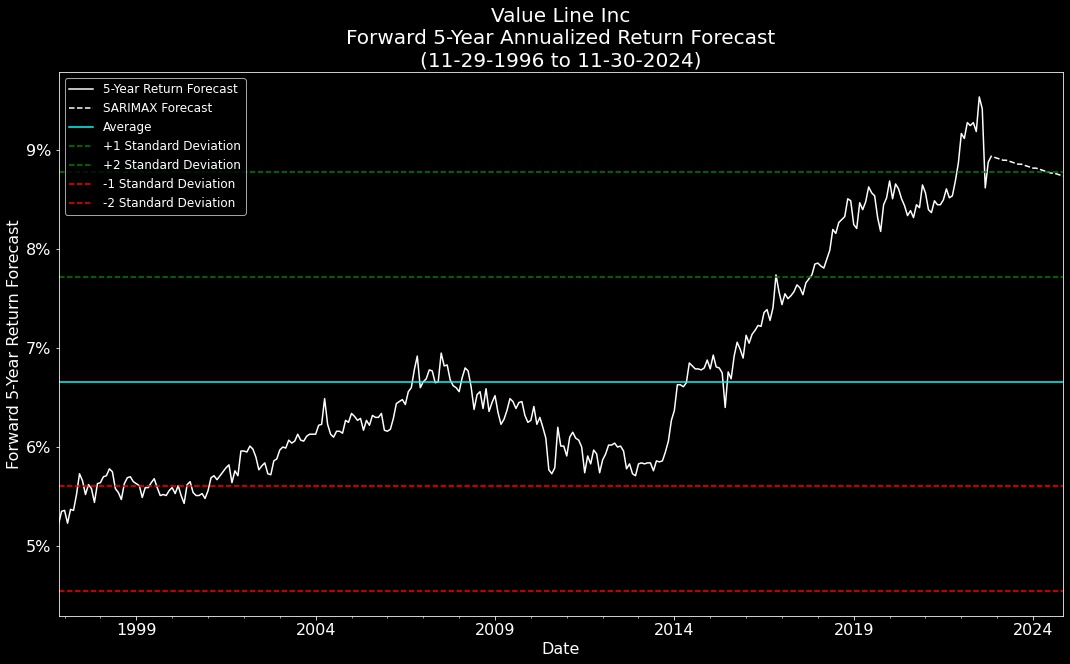 Value Line Inc
Forward 5-Year Annualized Return Forecast
(11-29-1996 to 11-30-2024)
5-Year Return Forecast
SARIMAX Forecast
Average
+1 Standard Deviation
+2 Standard Deviation
-1 Standard Deviation
-2 Standard Deviation
Forward 5-Year Return Forecast
9%
8%
7%
6%
5%
1999 2004 2009 2014 2019 2024
Date